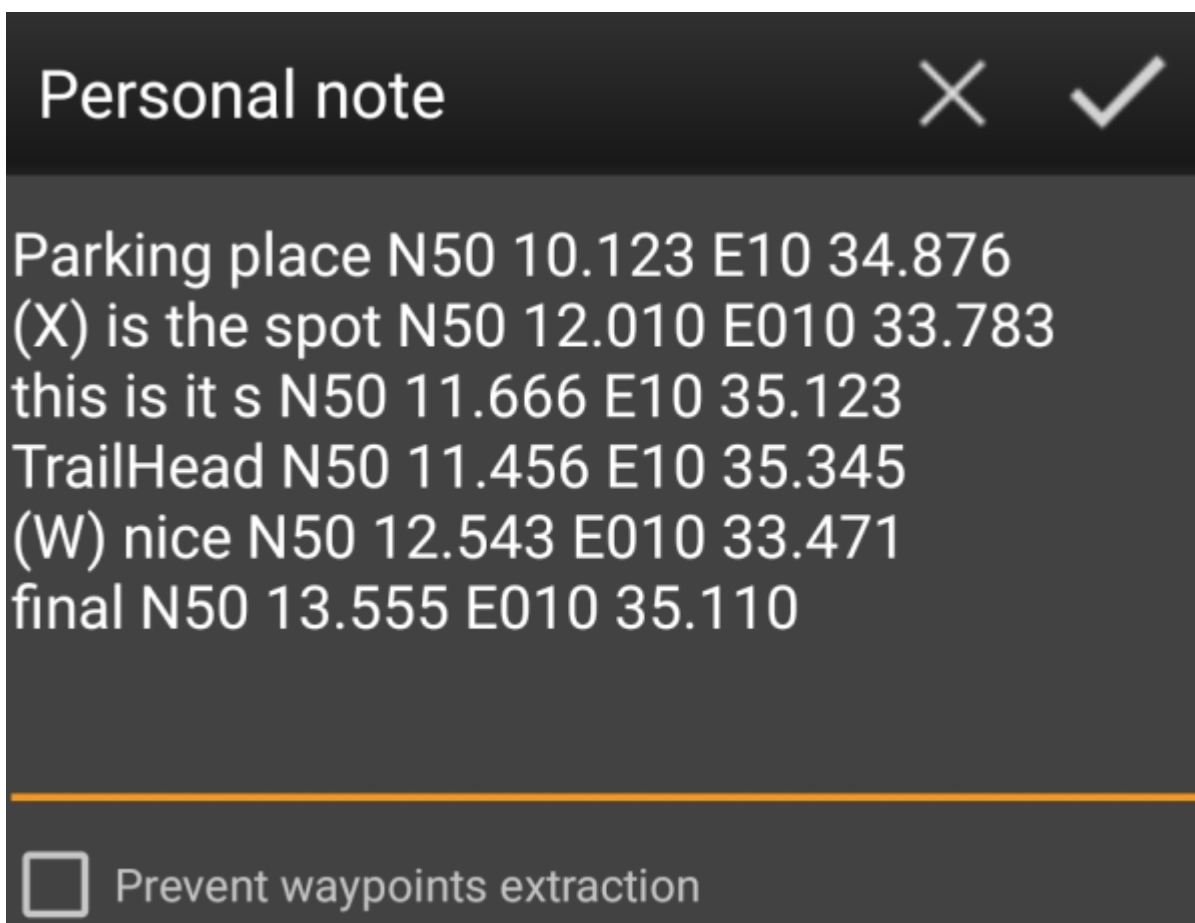 Personal note
Parking place N50 10.123 E10 34.876
(X) is the spot N50 12.010 E010 33.783
this is it s N50 11.666 E10 35.123
TrailHead N50 11.456 E10 35.345
(W) nice N50 12.543 E010 33.471
final N50 13.555 E010 35.110
Prevent waypoints extraction